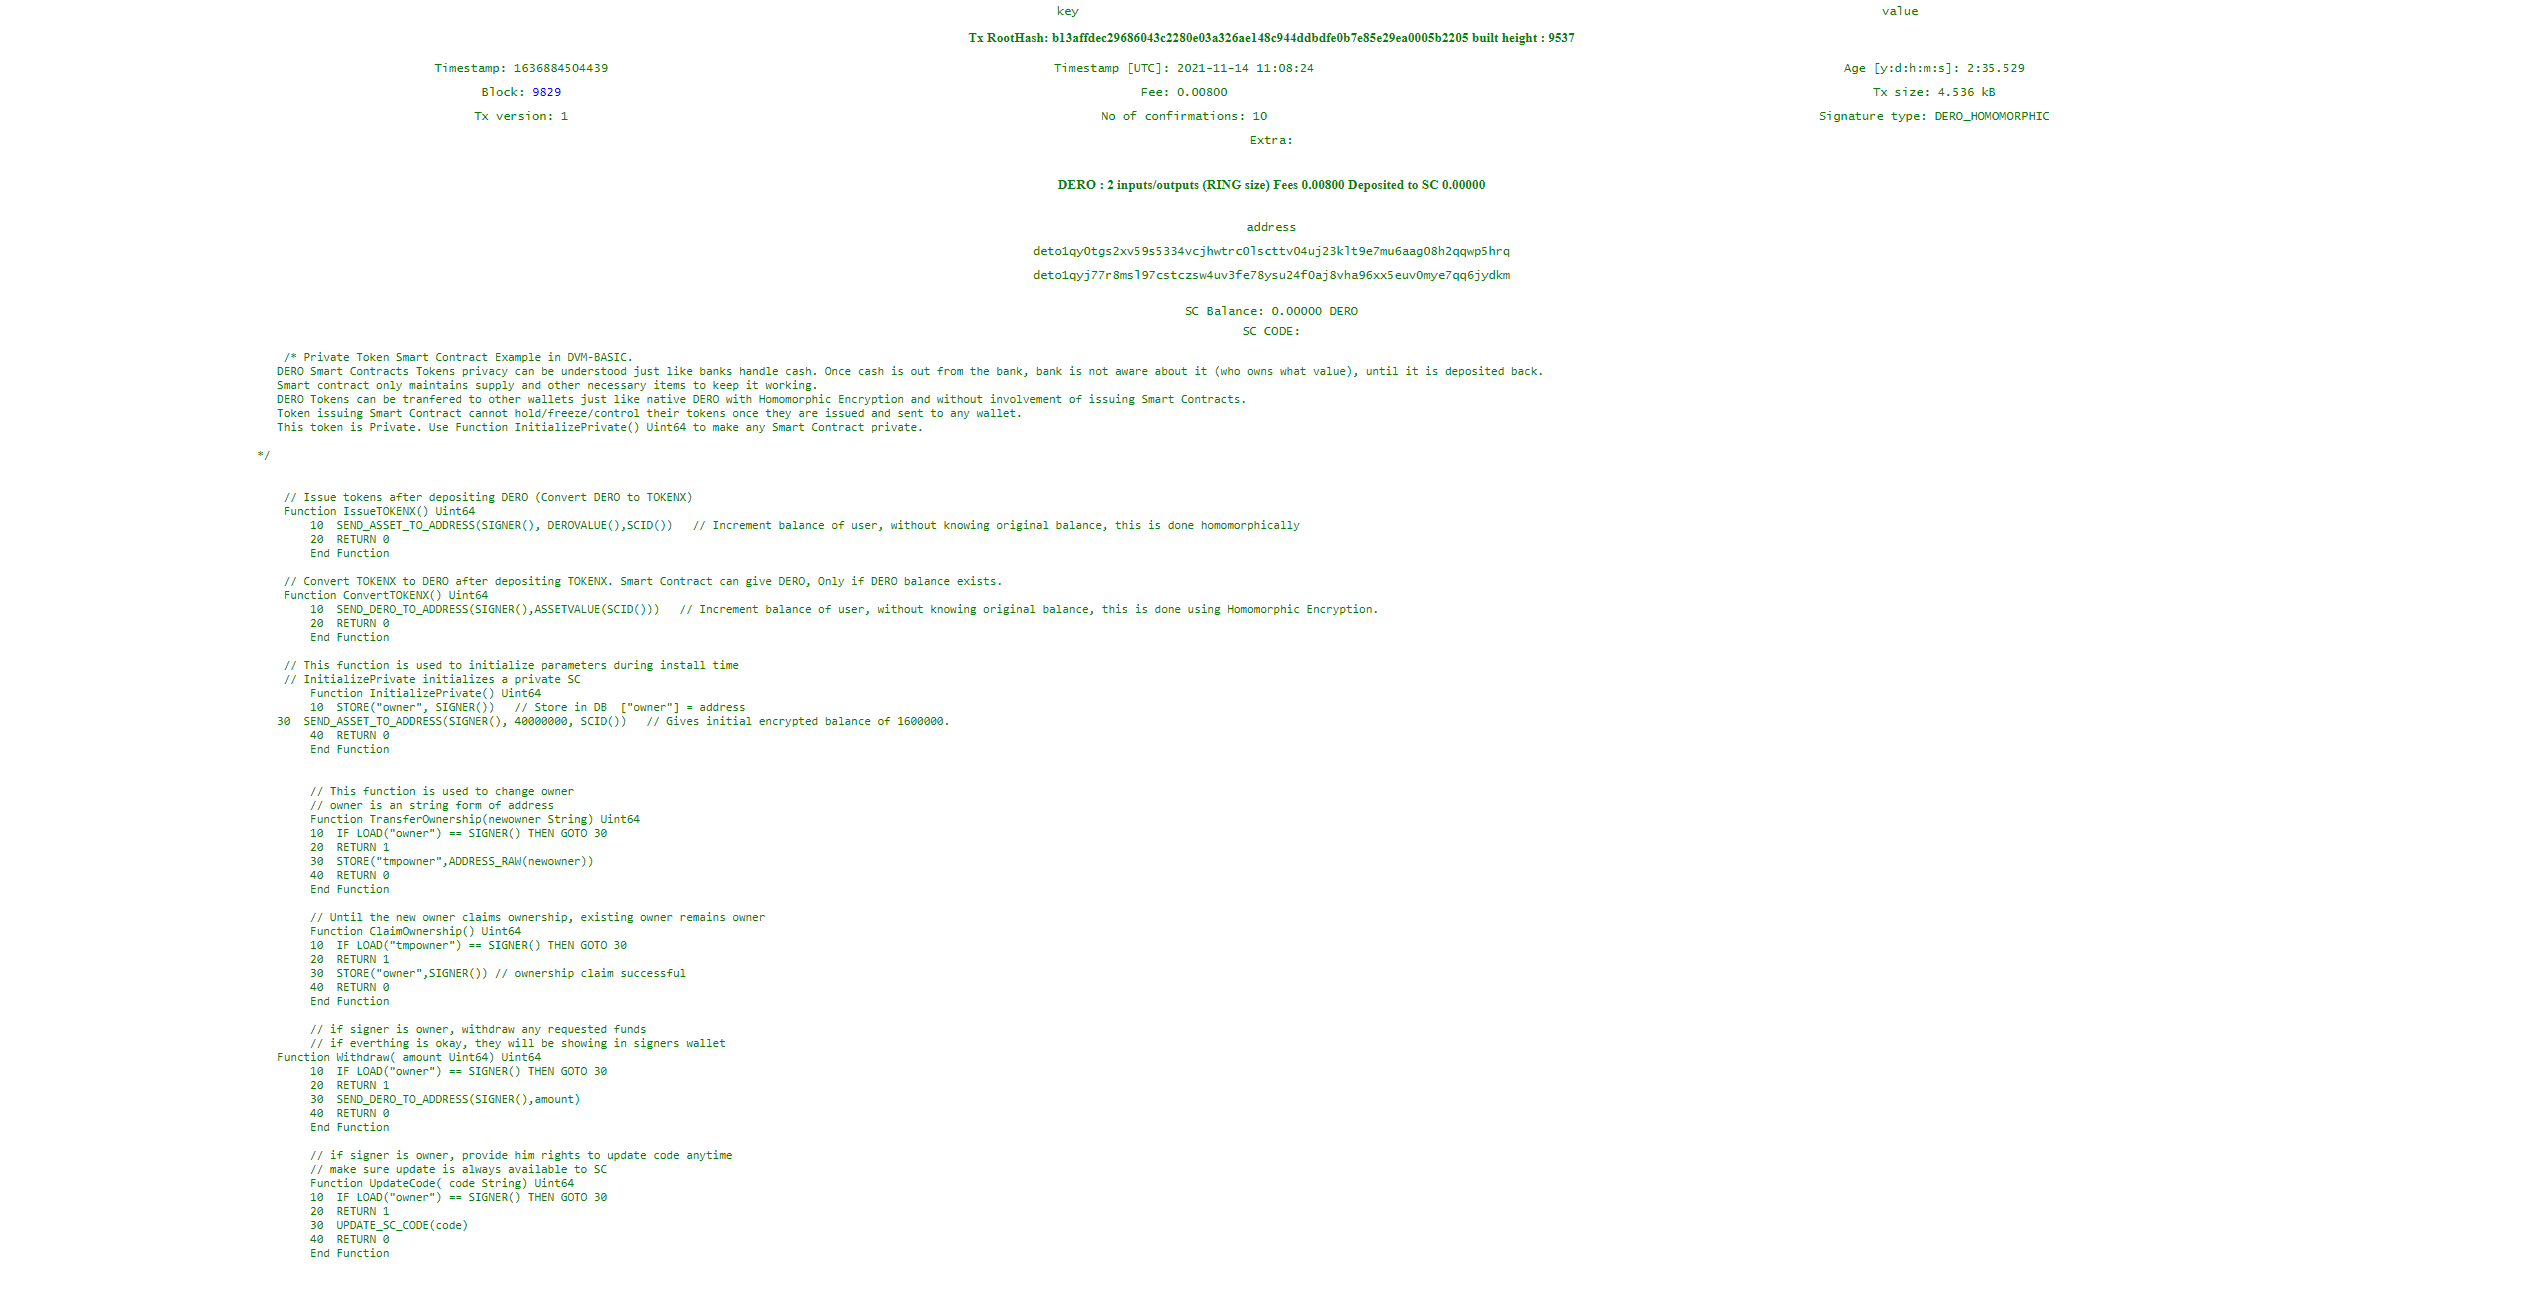 key value
Tx RootHash: b13affdec29686043c2280e03a326ae148c944ddbdfe0b7e85e29ea0005b2205 built height : 9537
Timestamp: 1636884504439 Timestamp [UTC]: 2021-11-14 11:08:24 Age [y:d:h:m:s]: 2:35.529
Block: 9829 Fee: 0.00800 Tx size: 4.536 kB
Tx version: 1 No of confirmations: 10 Signature type: DERO_HOMOMORPHIC
Extra:
DERO : 2 inputs/outputs (RING size) Fees 0.00800 Deposited to SC 0.00000
address
deto1qy0tgs2xv59s5334vcjhwtrc0lscttv04uj23klt9e7mu6aag08h2qqwp5hrq
deto1qyj77r8msl97cstczsw4uv3fe78ysu24f0aj8vha96xx5euv0mye7qq6jydkm
SC Balance: 0.00000 DERO
SC CODE:
/* Private Token Smart Contract Example in DVM-BASIC.
DERO Smart Contracts Tokens privacy can be understood just like banks handle cash. Once cash is out from the bank, bank is not aware about it (who owns what value), until it is deposited back.
Smart contract only maintains supply and other necessary items to keep it working.
DERO Tokens can be tranfered to other wallets just like native DERO with Homomorphic Encryption and without involvement of issuing Smart Contracts.
Token issuing Smart Contract cannot hold/freeze/control their tokens once they are issued and sent to any wallet.
This token is Private. Use Function InitializePrivate() Uint64 to make any Smart Contract private.
*/
// Issue tokens after depositing DERO (Convert DERO to TOKENX)
Function IssueTOKENX() Uint64
10 SEND_ASSET_TO_ADDRESS(SIGNER(), DEROVALUE(),SCID()) // Increment balance of user, without knowing original balance, this is done homomorphically
20 RETURN 0
End Function
// Convert TOKENX to DERO after depositing TOKENX. Smart Contract can give DERO, Only if DERO balance exists.
Function ConvertTOKENX() Uint64
10 SEND_DERO_TO_ADDRESS(SIGNER(),ASSETVALUE(SCID())) // Increment balance of user, without knowing original balance, this is done using Homomorphic Encryption.
20 RETURN 0
End Function
// This function is used to initialize parameters during install time
// InitializePrivate initializes a private SC
Function InitializePrivate() Uint64
10 STORE("owner", SIGNER()) // Store in DB ["owner"] = address
30 SEND_ASSET_TO_ADDRESS(SIGNER(), 40000000, SCID()) // Gives initial encrypted balance of 1600000.
40 RETURN 0
End Function
// This function is used to change owner
// owner is an string form of address
Function TransferOwnership(newowner String) Uint64
10 IF LOAD("owner") == SIGNER() THEN GOTO 30
20 RETURN 1
30 STORE("tmpowner",ADDRESS_RAW(newowner))
40 RETURN 0
End Function
// Until the new owner claims ownership, existing owner remains owner
Function ClaimOwnership() Uint64
10 IF LOAD("tmpowner") == SIGNER() THEN GOTO 30
20 RETURN 1
30 STORE("owner",SIGNER()) // ownership claim successful
40 RETURN 0
End Function
// if signer is owner, withdraw any requested funds
// if everthing is okay, they will be showing in signers wallet
Function Withdraw( amount Uint64) Uint64
10 IF LOAD("owner") == SIGNER() THEN GOTO 30
20 RETURN 1
30 SEND_DERO_TO_ADDRESS(SIGNER(),amount)
40 RETURN 0
End Function
// if signer is owner, provide him rights to update code anytime
// make sure update is always available to SC
Function UpdateCode( code String) Uint64
10 IF LOAD("owner") == SIGNER() THEN GOTO 30
20 RETURN 1
30 UPDATE_SC_CODE(code)
40 RETURN 0
End Function